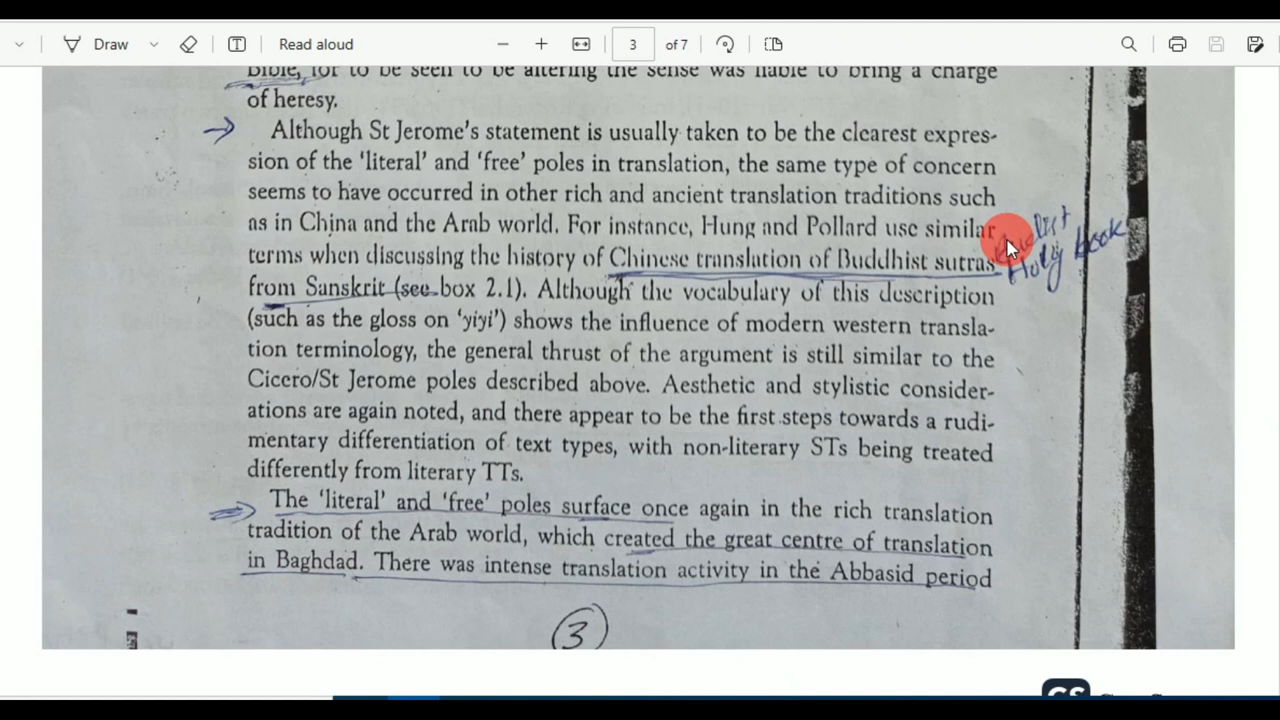 Draw
Read aloud
3 of 7
Bible, for to be seen to be altering the sense was liable to bring a charge
of heresy.
Although St Jerome's statement is usually taken to be the clearest expres-
sion of the 'literal' and 'free' poles in translation, the same type of concern
seems to have occurred in other rich and ancient translation traditions such
as in China and the Arab world. For instance, Hung and Pollard use similar
terms when discussing the history of Chinese translation of Buddhist sutras
Holy book
from Sanskrit (see box 2.1). Although the vocabulary of this description
(such as the gloss on 'yiyi') shows the influence of modern western transla-
tion terminology, the general thrust of the argument is still similar to the
Cicero/St Jerome poles described above. Aesthetic and stylistic consider-
ations are again noted, and there appear to be the first steps towards a rudi-
mentary differentiation of text types, with non-literary STs being treated
differently from literary TTs.
The 'literal' and 'free' poles surface once again in the rich translation
tradition of the Arab world, which created the great centre of translation
in Baghdad. There was intense translation activity in the Abbasid period
3